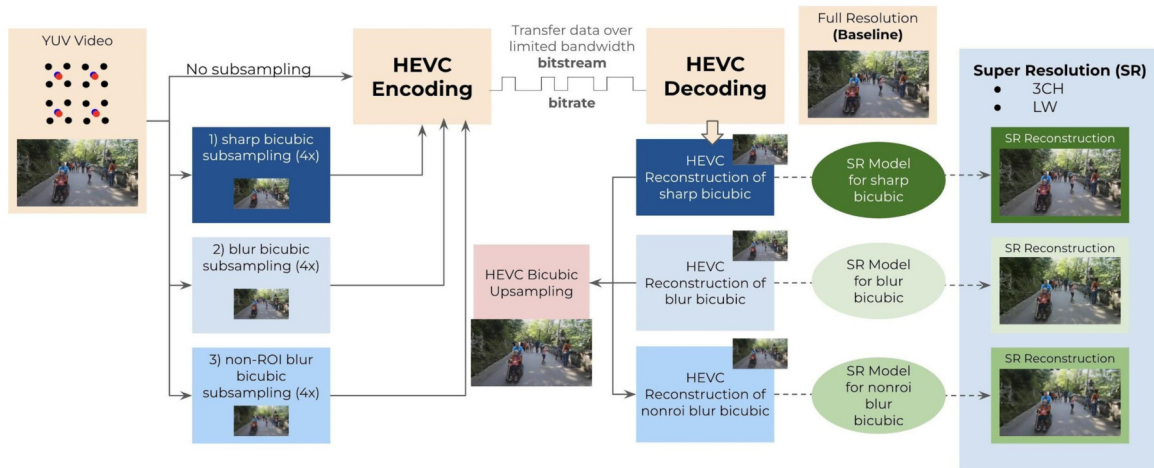 YUV Video
No subsampling
1) sharp bicubic
subsampling (4x)
2) blur bicubic
subsampling (4x)
3) non-ROI blur
bicubic
subsampling (4x)
HEVC
Encoding
Transfer data over
limited bandwidth
bitstream
bitrate
HEVC
Decoding
Full Resolution
(Baseline)
HEVC Bicubic
Upsampling
HEVC
Reconstruction of
sharp bicubic
HEVC
Reconstruction of
blur bicubic
HEVC
Reconstruction of
nonroi blur bicubic
SR Model
for sharp
bicubic
SR Model
for blur
bicubic
SR Model
for nonroi
blur
bicubic
Super Resolution (SR)
● 3CH
● LW
SR Reconstruction
SR Reconstruction
SR Reconstruction